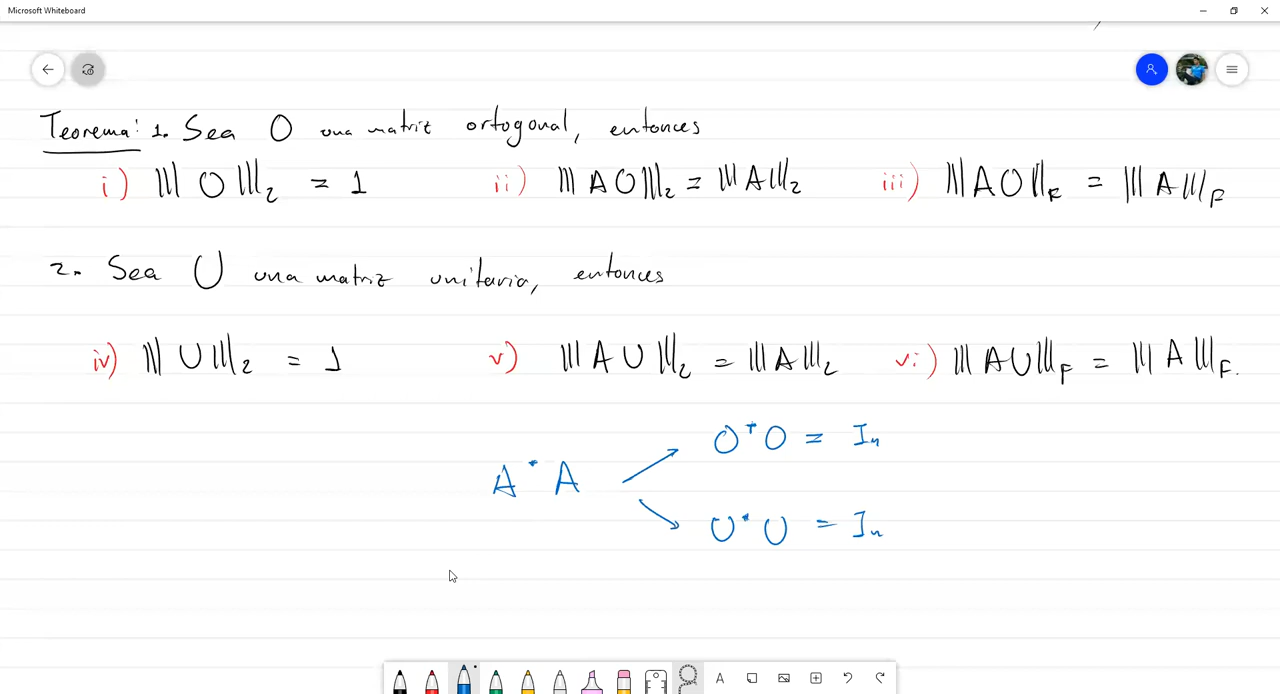 Microsoft Whiteboard
Teorema: 1. Sea O una matriz ortogonal, entonces
i) |||O|||₂ = 1 ii) |||AO|||₂ = |||A|||₂ iii) |||AO|||F = |||A|||F
2. Sea U una matriz unitaria, entonces
iv) |||U|||₂ = 1 v) |||AU|||₂ = |||A|||₂ vi) |||AU|||F = |||A|||F.
O⁺O = Iₙ
A*A
U*U = Iₙ
A